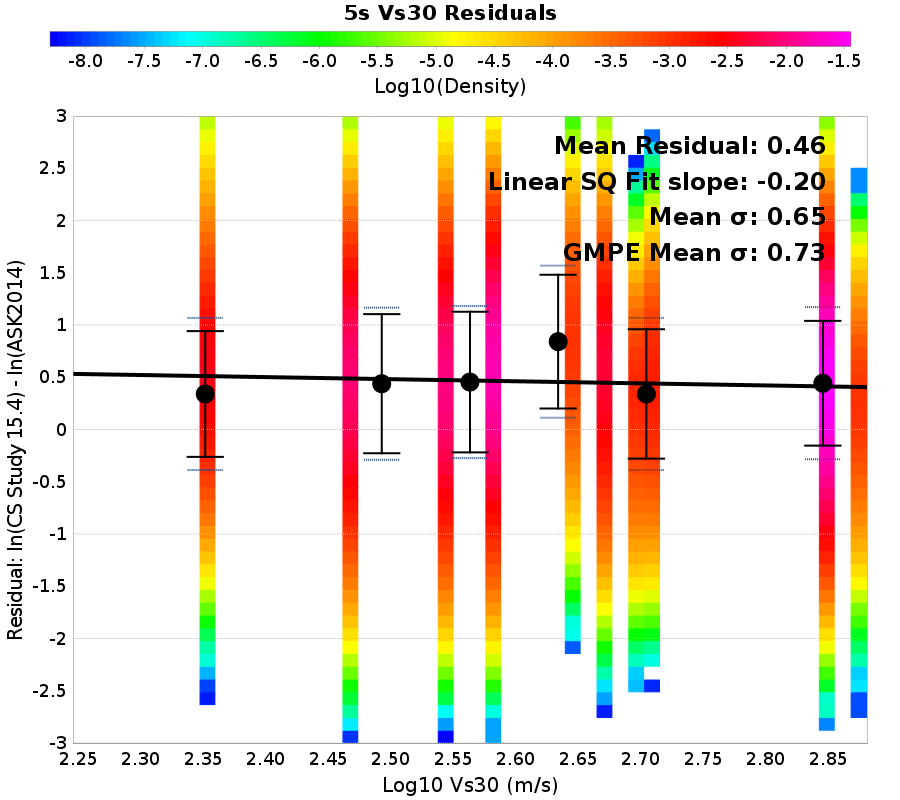 5s Vs30 Residuals
-8.0 -7.5 -7.0 -6.5 -6.0 -5.5 -5.0 -4.5 -4.0 -3.5 -3.0 -2.5 -2.0 -1.5
Log10(Density)
Mean Residual: 0.46
Linear SQ Fit slope: -0.20
Mean σ: 0.65
GMPE Mean σ: 0.73
Residual: ln(CS Study 15.4) - ln(ASK2014)
3
2.5
2
1.5
1
0.5
0
-0.5
-1
-1.5
-2
-2.5
-3
2.25 2.30 2.35 2.40 2.45 2.50 2.55 2.60 2.65 2.70 2.75 2.80 2.85
Log10 Vs30 (m/s)